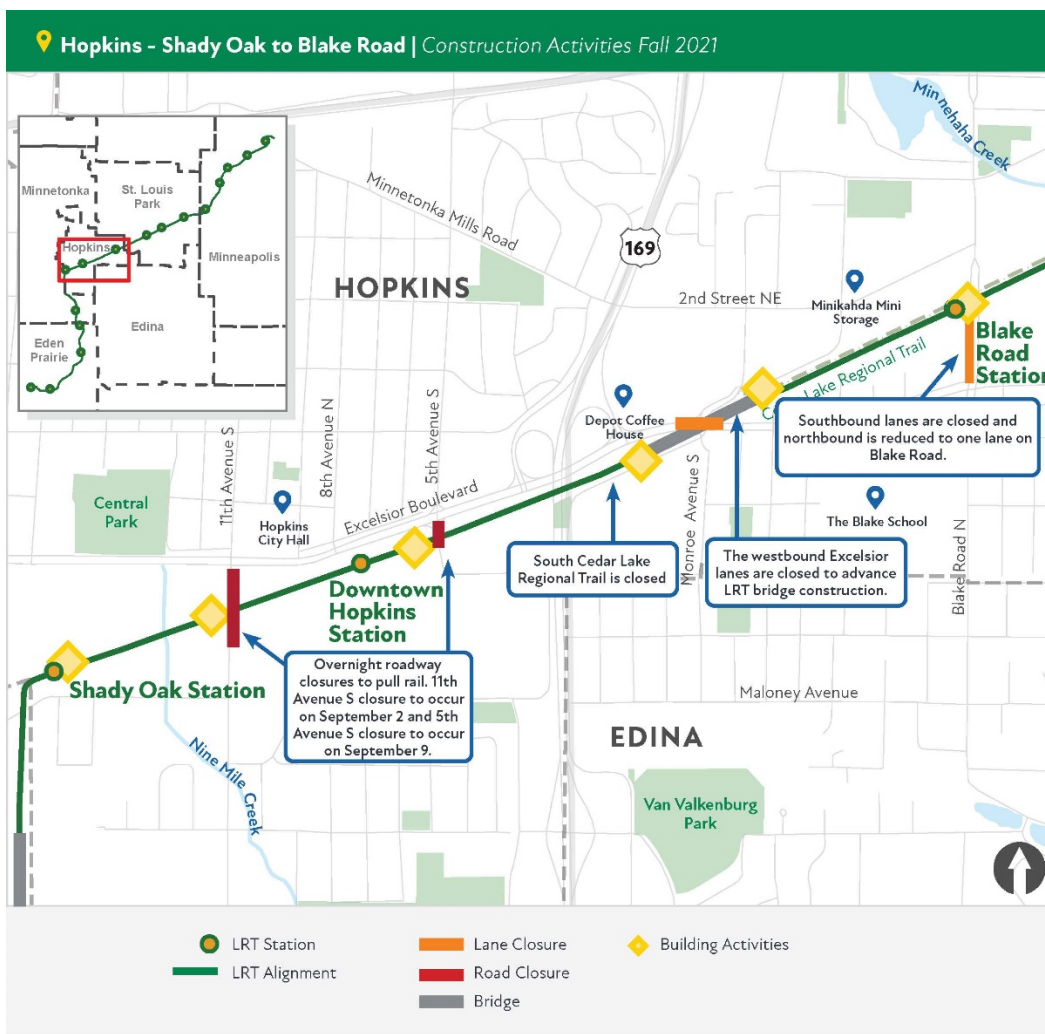 Hopkins - Shady Oak to Blake Road | Construction Activities Fall 2021
Minnetonka
St. Louis
Park
Hopkins
Minneapolis
Edina
Eden
Prairie
Minnehaha Creek
Minnetonka Mills Road
169
HOPKINS
2nd Street NE
Minikahda Mini
Storage
Blake
Road
Station
Cedar Lake Regional Trail
Depot Coffee
House
Southbound lanes are closed and
northbound is reduced to one lane on
Blake Road.
11th Avenue S
8th Avenue N
5th Avenue S
Excelsior Boulevard
Central
Park
Hopkins
City Hall
Monroe Avenue S
The Blake School
Blake Road N
South Cedar Lake
Regional Trail is closed
The westbound Excelsior
lanes are closed to advance
LRT bridge construction.
Downtown
Hopkins
Station
Shady Oak Station
Overnight roadway
closures to pull rail. 11th
Avenue S closure to occur
on September 2 and 5th
Avenue S closure to occur
on September 9.
Maloney Avenue
EDINA
Nine Mile Creek
Van Valkenburg
Park
LRT Station
LRT Alignment
Lane Closure
Road Closure
Bridge
Building Activities